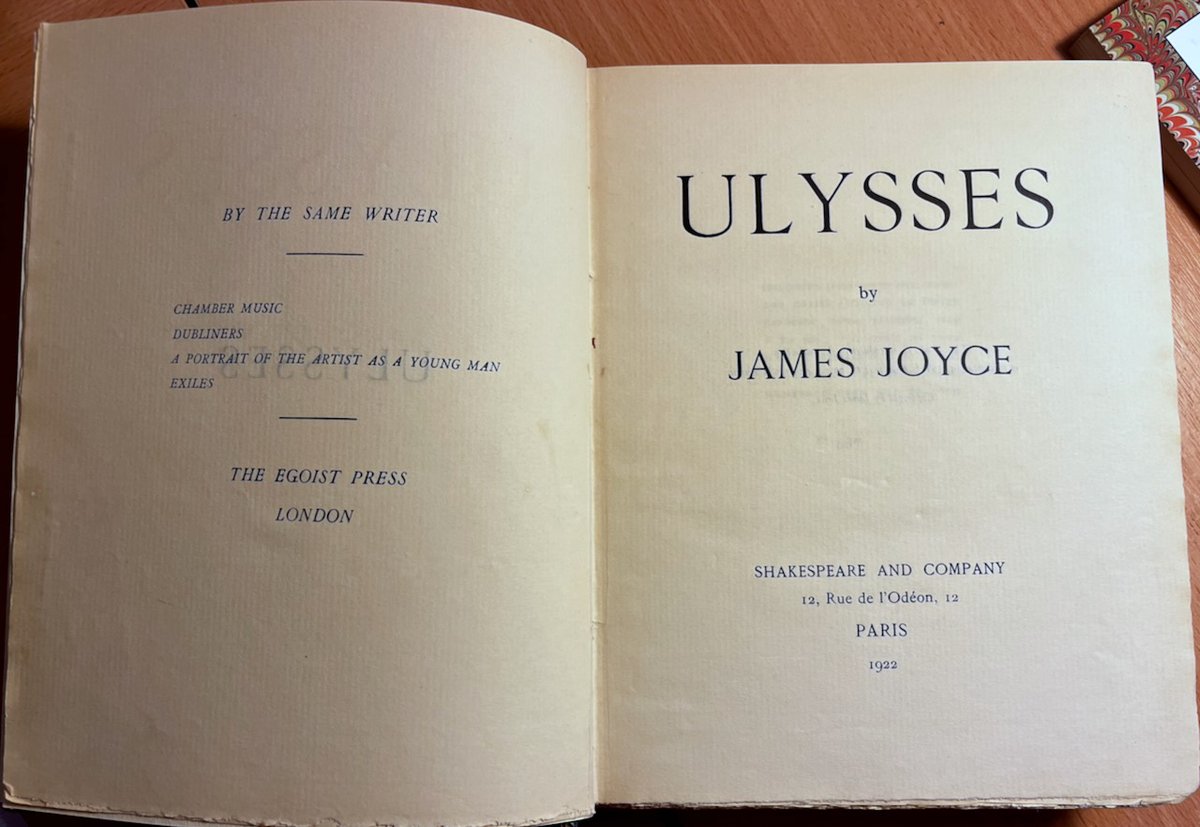 BY THE SAME WRITER
CHAMBER MUSIC
DUBLINERS
A PORTRAIT OF THE ARTIST AS A YOUNG MAN
EXILES
THE EGOIST PRESS
LONDON
ULYSSES
by
JAMES JOYCE
SHAKESPEARE AND COMPANY
12, Rue de l'Odéon, 12
PARIS
1922